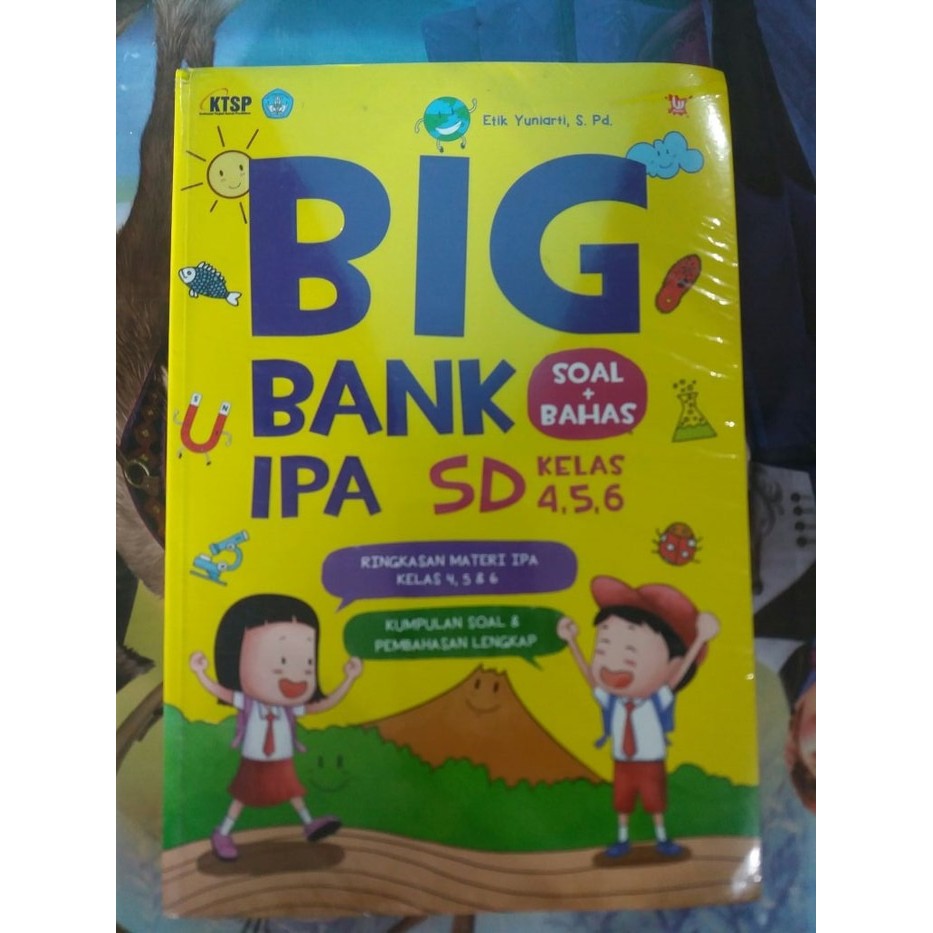 KTSP
Etik Yuniarti, S. Pd.
BIG
BANK
SOAL
+
BAHAS
IPA SD
KELAS
4, 5, 6
RINGKASAN MATERI IPA
KELAS 4, 5 & 6
KUMPULAN SOAL &
PEMBAHASAN LENGKAP